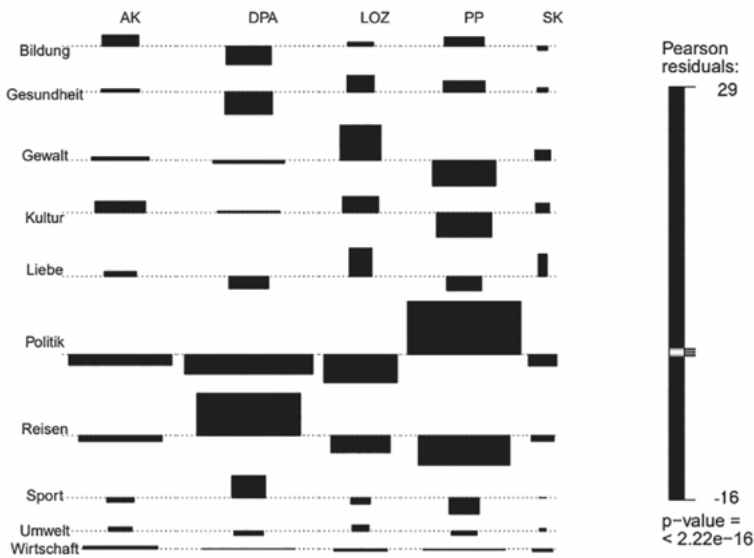 AK DPA LOZ PP SK
Bildung
Gesundheit
Gewalt
Kultur
Liebe
Politik
Reisen
Sport
Umwelt
Wirtschaft
Pearson
residuals:
29
-16
p-value =
< 2.22e-16